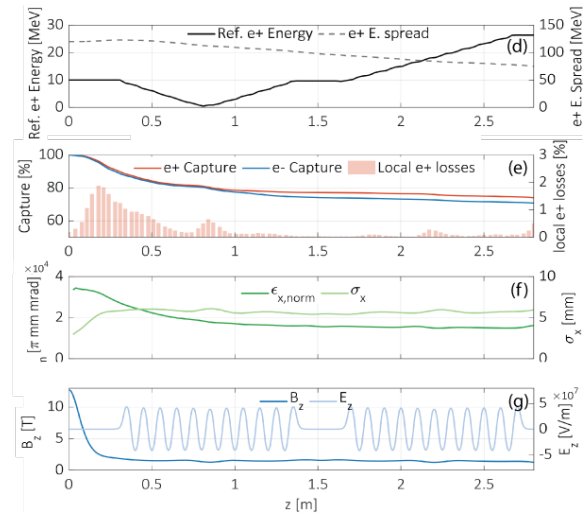 Ref. e+ Energy [MeV]
30
20
10
0
Ref. e+ Energy
e+ E. spread
(d)
150
100
50
0
e+ E. Spread [MeV]
0
0.5
1
1.5
2
2.5
Capture [%]
100
80
60
e+ Capture
e- Capture
Local e+ losses
(e)
3
2
1
0
local e+ losses [%]
0
0.5
1
1.5
2
2.5
×10⁴
n [π mm mrad]
4
2
0
ϵx,norm
σx
(f)
10
5
0
σx [mm]
0
0.5
1
1.5
2
2.5
Bz [T]
10
5
0
Bz
Ez
(g)
×10⁷
5
0
-5
Ez [V/m]
0
0.5
1
1.5
2
2.5
z [m]